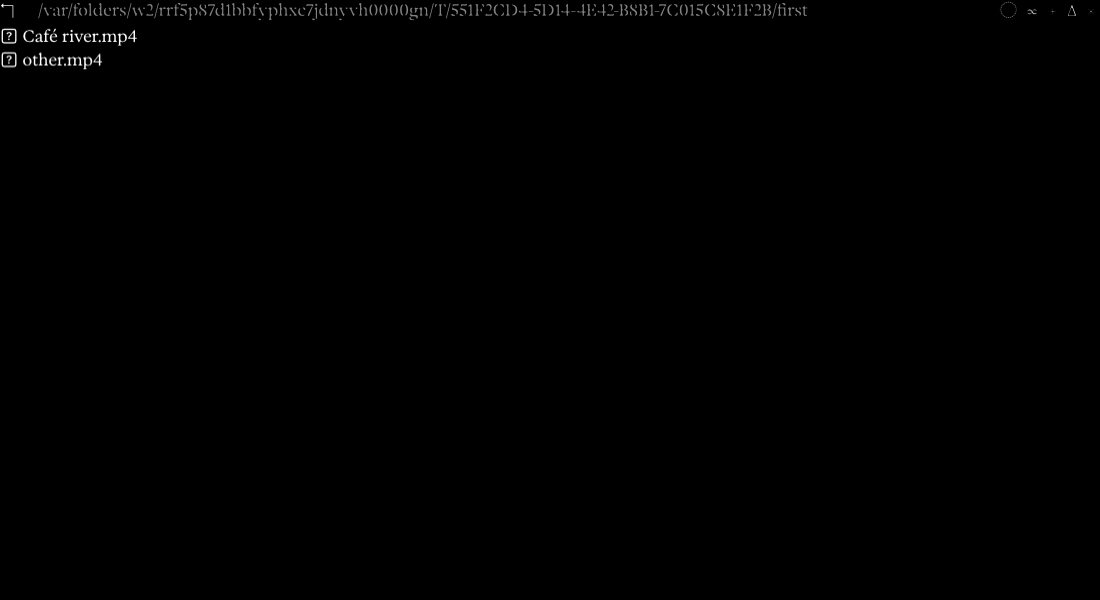 /var/folders/w2/rrf5p87d1bbfyphxc7jdnyvh0000gn/T/551F2CD4-5D14-4E42-B8B1-7C015C8E1F2B/first
Café river.mp4
other.mp4